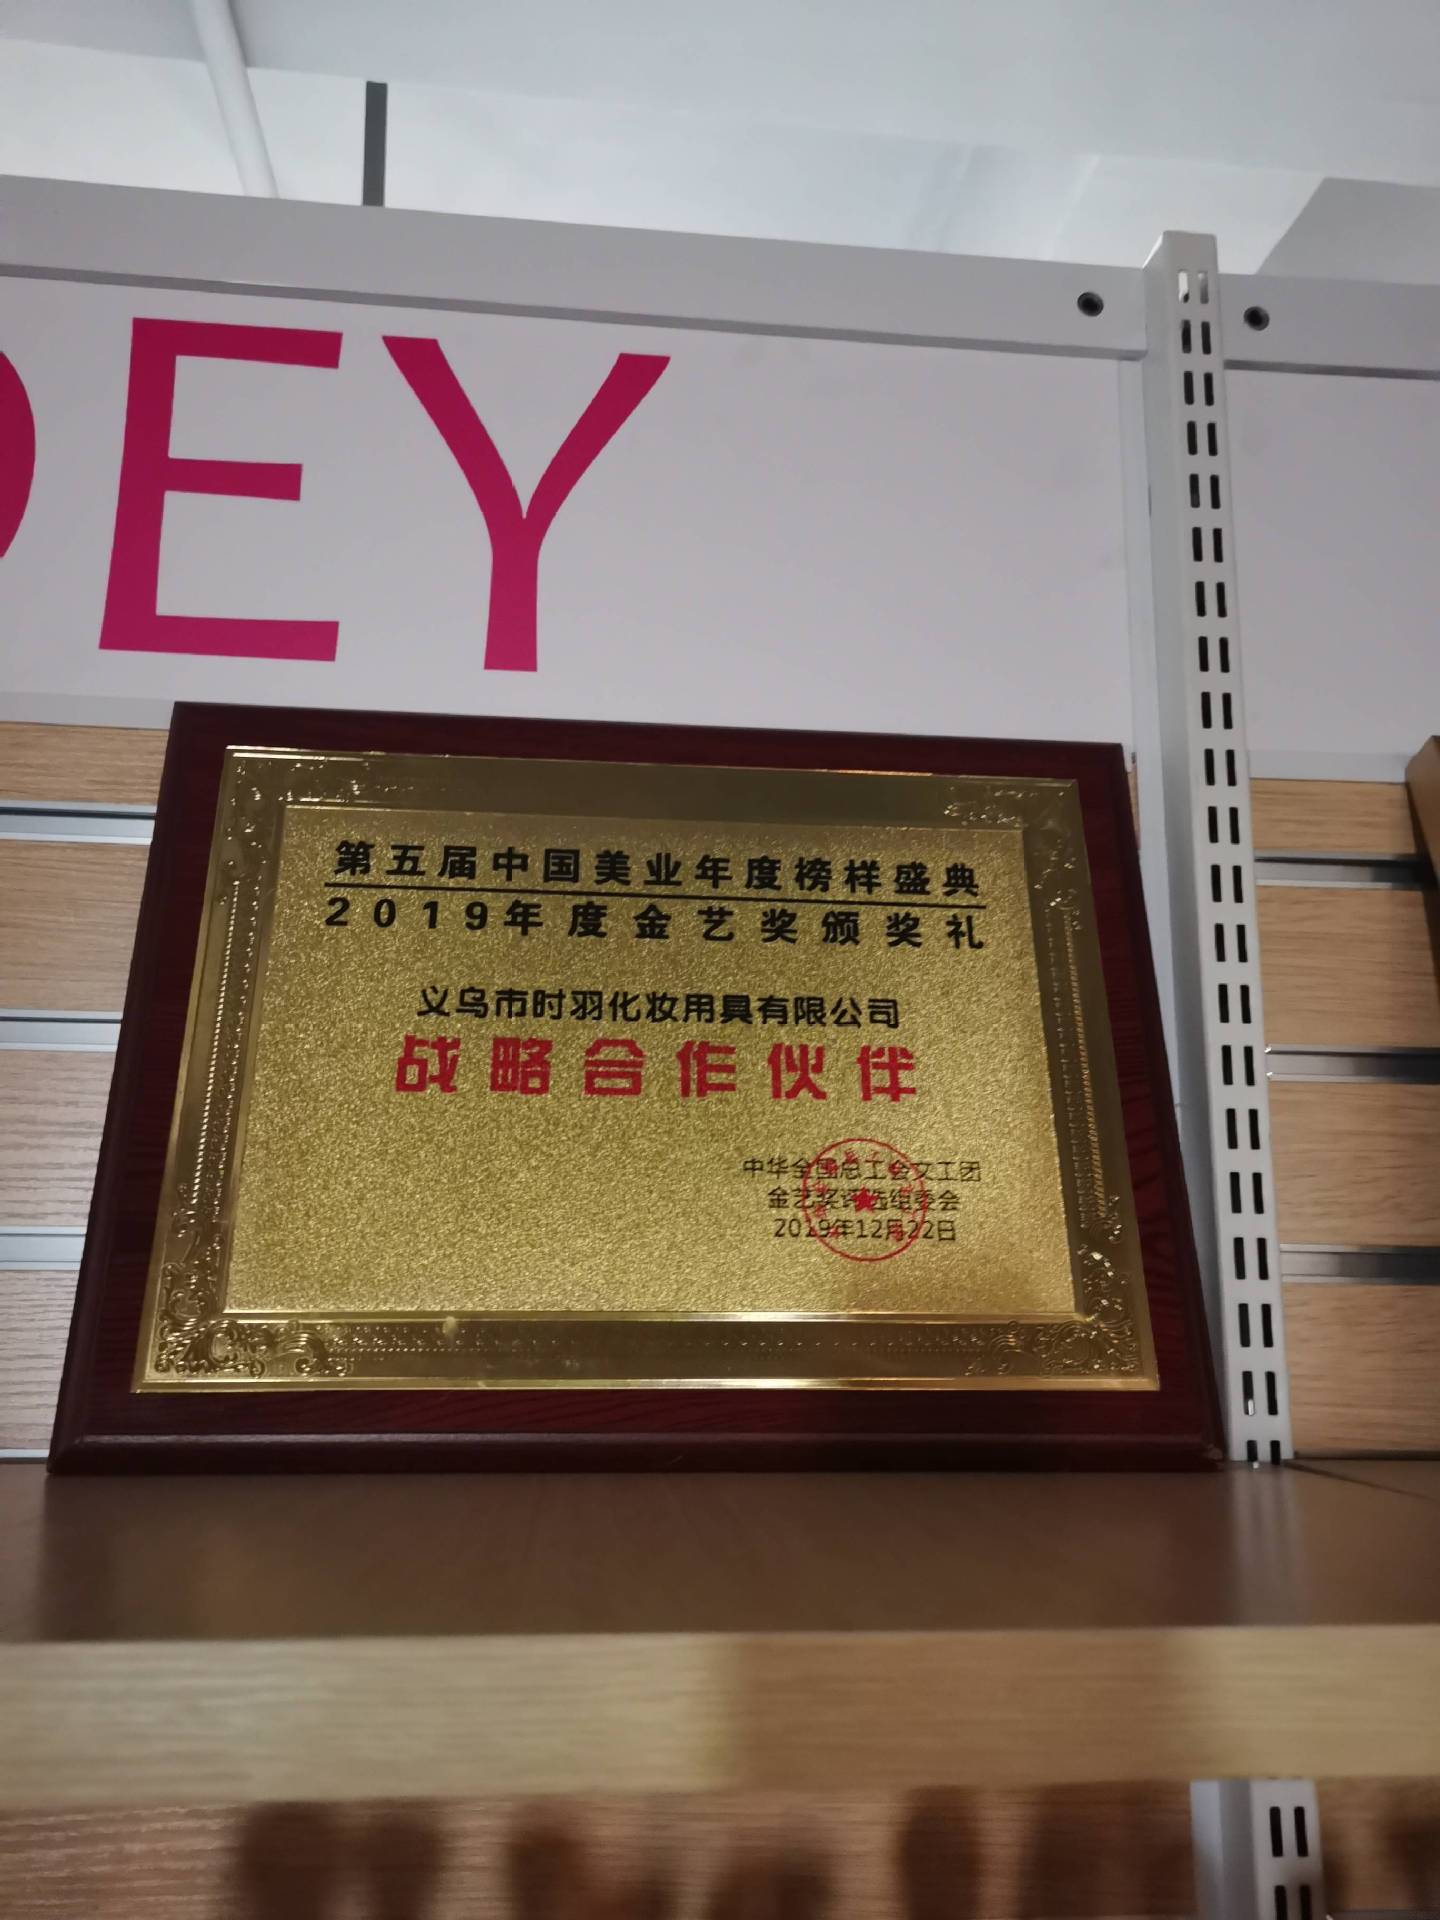 EY
第五届中国美业年度榜样盛典
2019年度金艺奖颁奖礼
义乌市时羽化妆用具有限公司
战略合作伙伴
中华全国总工会文工团
金艺奖评选组委会
2019年12月22日